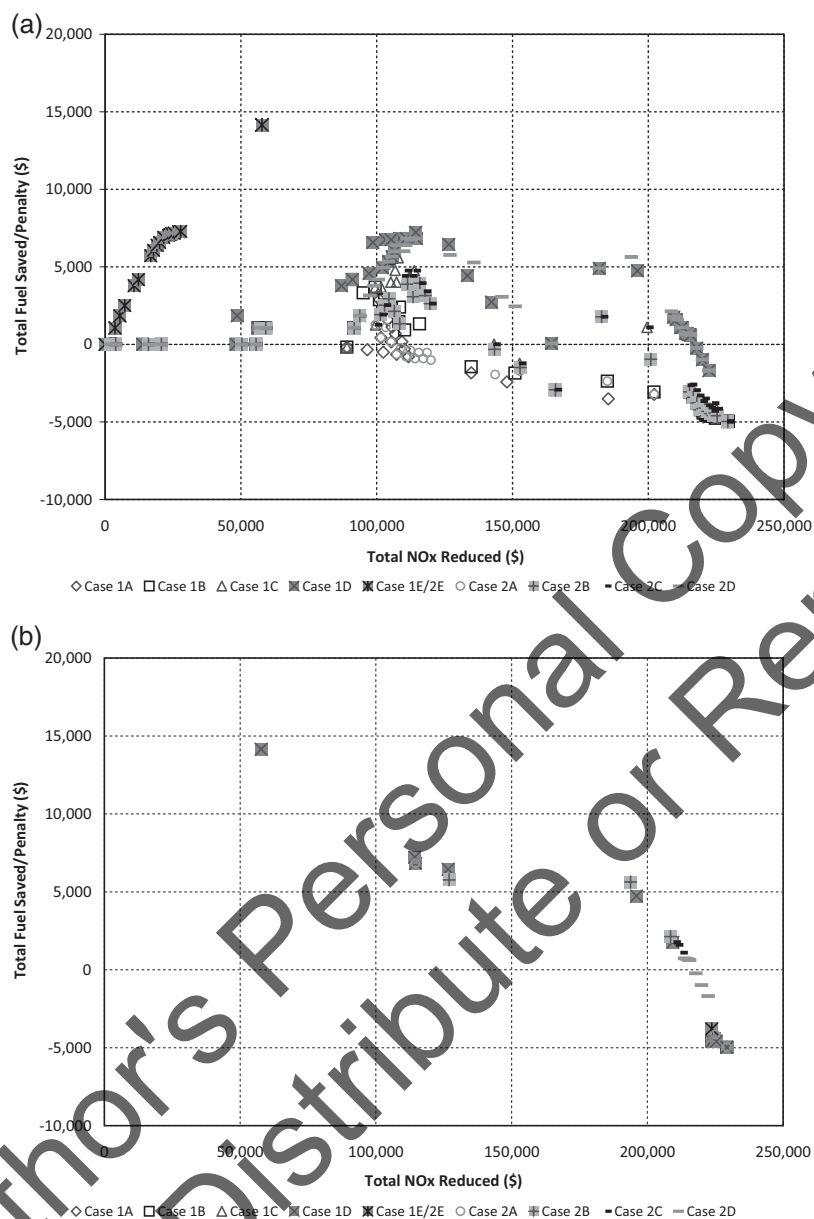 (a)
20,000
15,000
10,000
5,000
0
-5,000
-10,000
Total Fuel Saved/Penalty ($)
0 50,000 100,000 150,000 200,000 250,000
Total NOx Reduced ($)
Case 1A Case 1B Case 1C Case 1D Case 1E/2E Case 2A Case 2B Case 2C Case 2D
(b)
20,000
15,000
10,000
5,000
0
-5,000
-10,000
Total Fuel Saved/Penalty ($)
0 50,000 100,000 150,000 200,000 250,000
Total NOx Reduced ($)
Case 1A Case 1B Case 1C Case 1D Case 1E/2E Case 2A Case 2B Case 2C Case 2D
Personal Copy
Distribute or